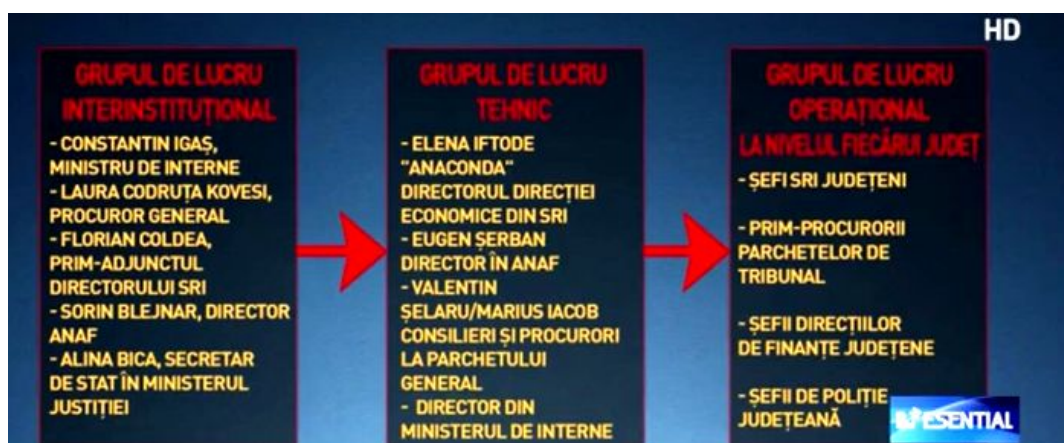 HD
GRUPUL DE LUCRU
INTERINSTITUȚIONAL
- CONSTANTIN IGAȘ,
MINISTRU DE INTERNE
- LAURA CODRUȚA KOVESI,
PROCUROR GENERAL
- FLORIAN COLDEA,
PRIM-ADJUNCTUL
DIRECTORULUI SRI
- SORIN BLEJNAR, DIRECTOR
ANAF
- ALINA BICA, SECRETAR
DE STAT ÎN MINISTERUL
JUSTIȚIEI
GRUPUL DE LUCRU
TEHNIC
- ELENA IFTODE
"ANACONDA"
DIRECTORUL DIRECȚIEI
ECONOMICE DIN SRI
- EUGEN ȘERBAN
DIRECTOR ÎN ANAF
- VALENTIN
ȘELARU/MARIUS IACOB
CONSILIERI ȘI PROCURORI
LA PARCHETULUI
GENERAL
- DIRECTOR DIN
MINISTERUL DE INTERNE
GRUPUL DE LUCRU
OPERAȚIONAL
LA NIVELUL FIECĂRUI JUDEȚ
- ȘEFI SRI JUDEȚENI
- PRIM-PROCURORII
PARCHETELOR DE
TRIBUNAL
- ȘEFII DIRECȚIILOR
DE FINANȚE JUDEȚENE
- ȘEFII DE POLIȚIE
JUDEȚEANĂ
ESENTIAL